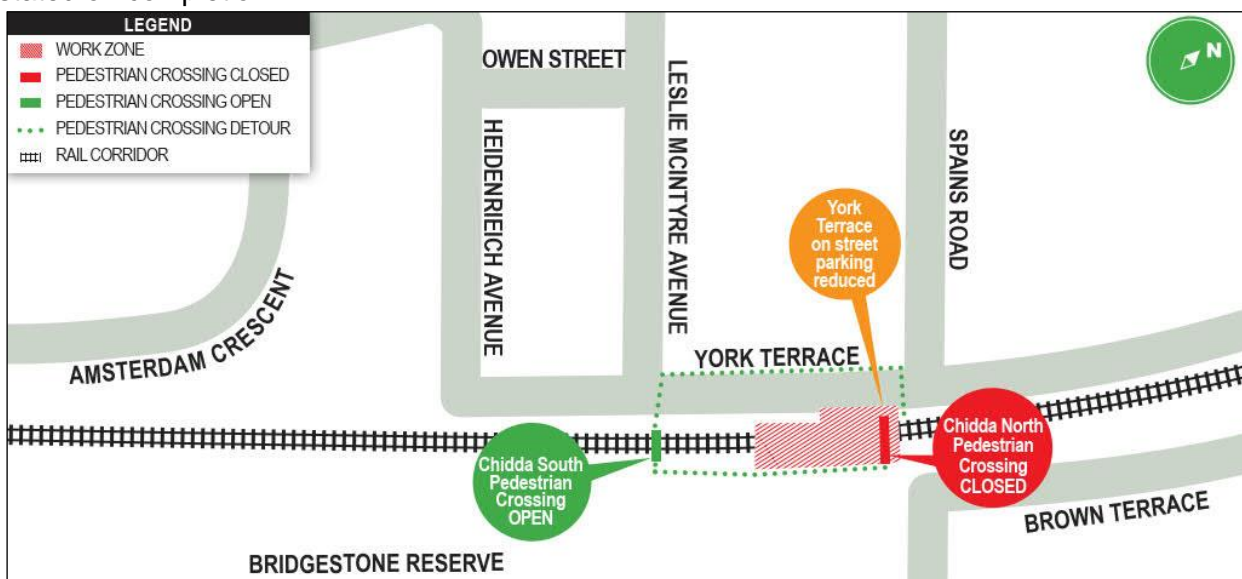 LEGEND
WORK ZONE
PEDESTRIAN CROSSING CLOSED
PEDESTRIAN CROSSING OPEN
PEDESTRIAN CROSSING DETOUR
RAIL CORRIDOR
N
OWEN STREET
HEIDENRIEICH AVENUE
LESLIE MCINTYRE AVENUE
SPAINS ROAD
York
Terrace
on street
parking
reduced
AMSTERDAM CRESCENT
YORK TERRACE
Chidda South
Pedestrian
Crossing
OPEN
Chidda North
Pedestrian
Crossing
CLOSED
BROWN TERRACE
BRIDGESTONE RESERVE